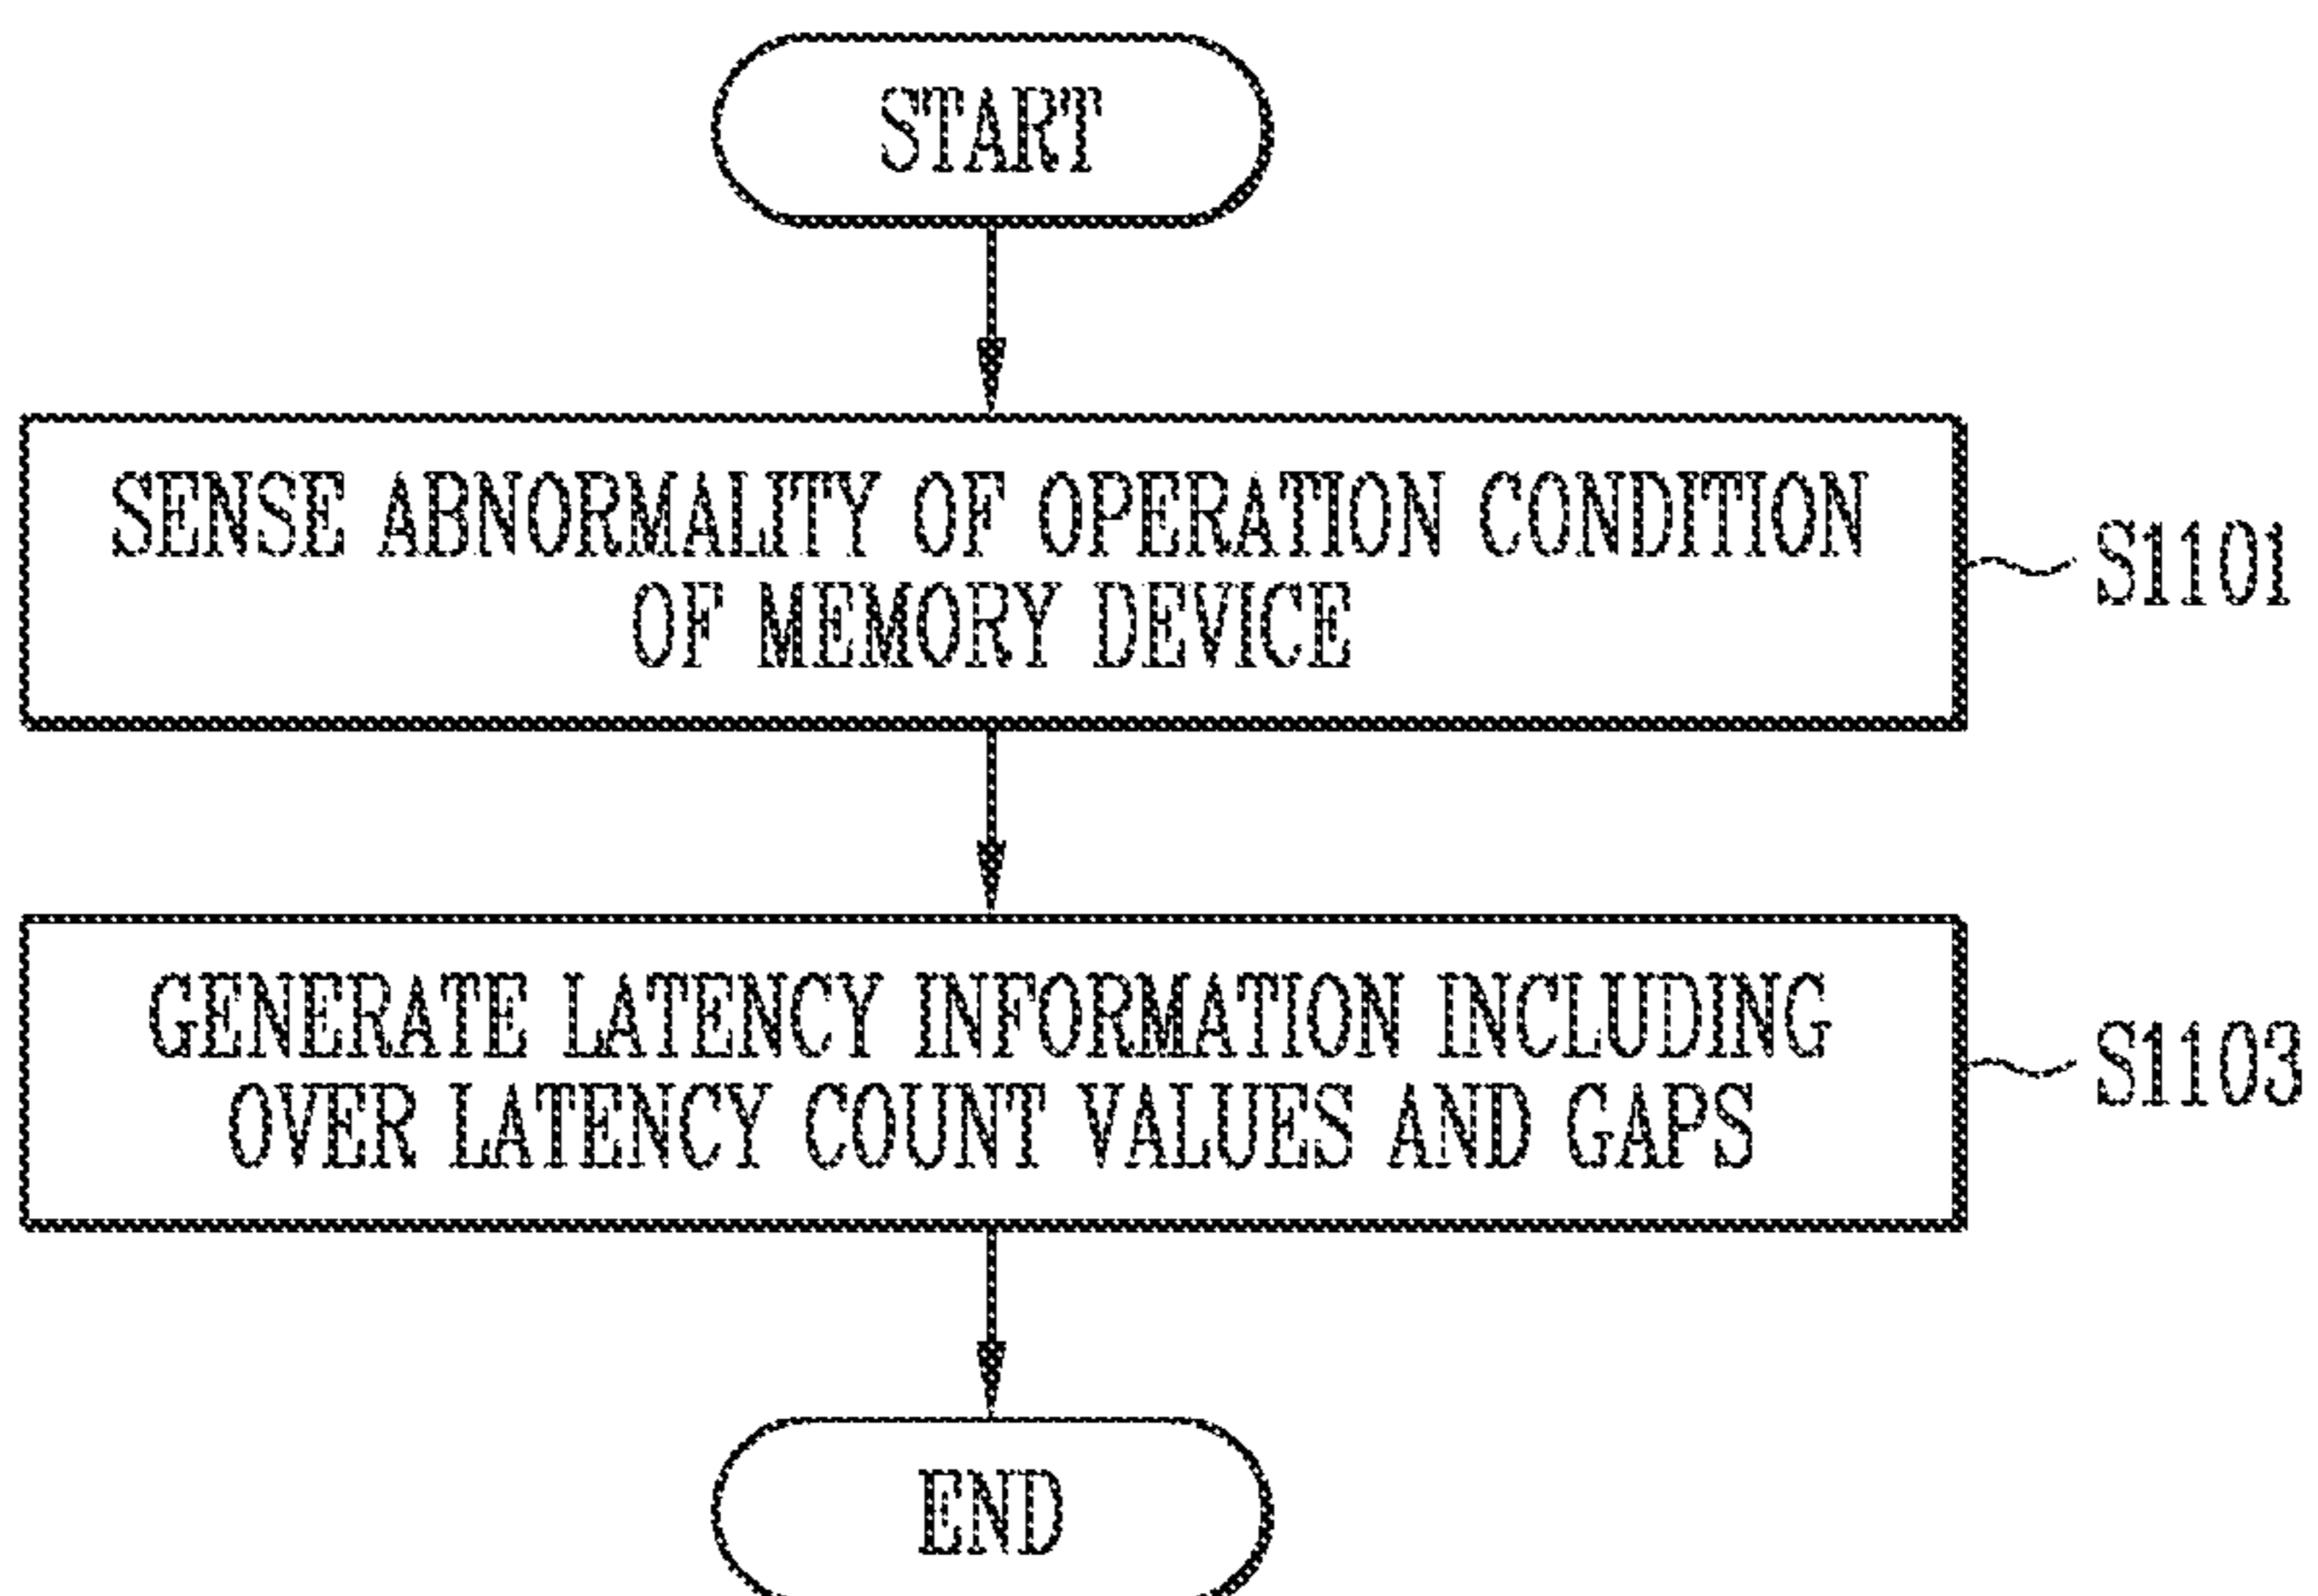 START
SENSE ABNORMALITY OF OPERATION CONDITION
OF MEMORY DEVICE
S1101
GENERATE LATENCY INFORMATION INCLUDING
OVER LATENCY COUNT VALUES AND GAPS
S1103
END